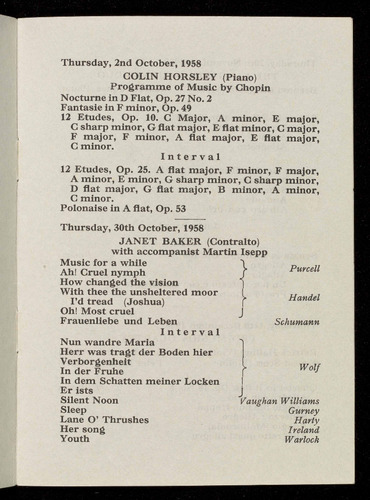 Thursday, 2nd October, 1958
COLIN HORSLEY (Piano)
Programme of Music by Chopin
Nocturne in D Flat, Op. 27 No. 2
Fantasie in F minor, Op. 49
12 Etudes, Op. 10. C Major, A minor, E major,
C sharp minor, G flat major, E flat minor, C major,
F major, F minor, A flat major, E flat major,
C minor.
Interval
12 Etudes, Op. 25. A flat major, F minor, F major,
A minor, E minor, G sharp minor, C sharp minor,
D flat major, G flat major, B minor, A minor,
C minor.
Polonaise in A flat, Op. 53
Thursday, 30th October, 1958
JANET BAKER (Contralto)
with accompanist Martin Isepp
Music for a while
Ah! Cruel nymph
How changed the vision
Purcell
With thee the unsheltered moor
I'd tread (Joshua)
Oh! Most cruel
Handel
Frauenliebe und Leben Schumann
Interval
Nun wandre Maria
Herr was tragt der Boden hier
Verborgenheit
In der Fruhe
In dem Schatten meiner Locken
Er ists
Wolf
Silent Noon Vaughan Williams
Sleep Gurney
Lane O' Thrushes Harty
Her song Ireland
Youth Warlock